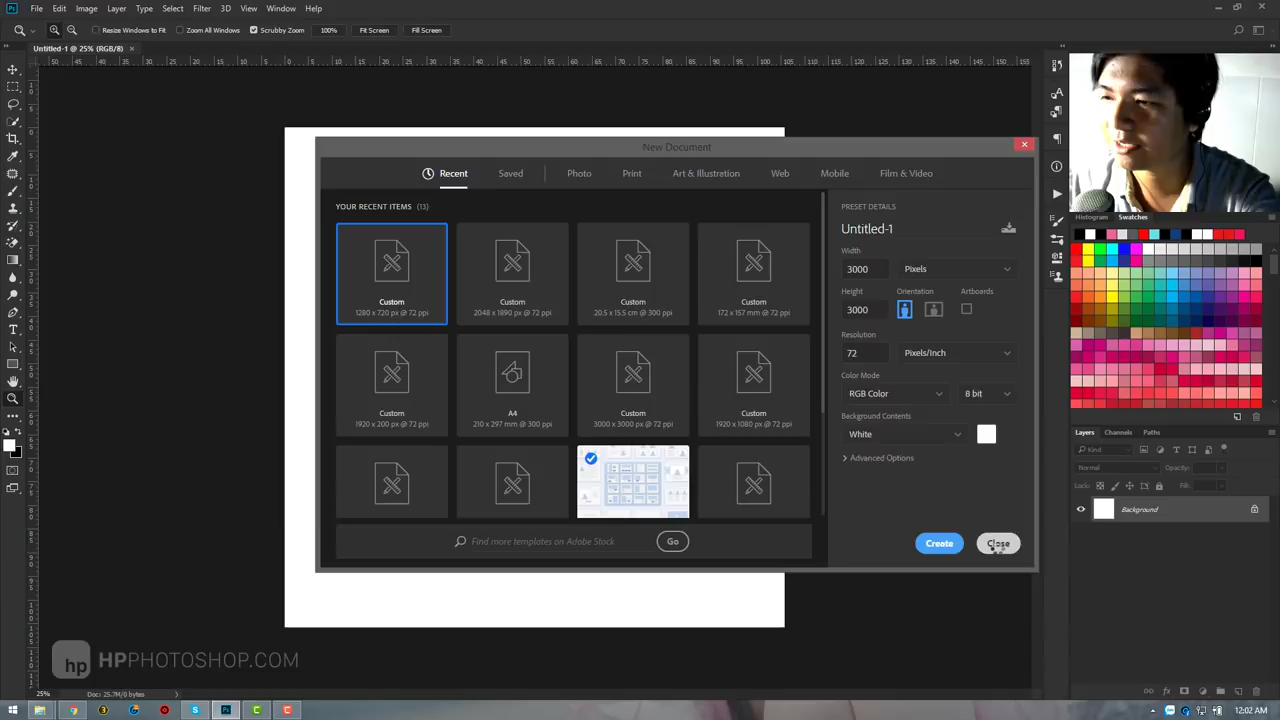 Ps File Edit Image Layer Type Select Filter 3D View Window Help
Resize Windows to Fit Zoom All Windows Scrubby Zoom 100% Fit Screen Fill Screen
Untitled-1 @ 25% (RGB/8) ×
New Document
Recent Saved Photo Print Art & Illustration Web Mobile Film & Video
YOUR RECENT ITEMS (13)
Custom
1280 x 720 px @ 72 ppi
Custom
2048 x 1890 px @ 72 ppi
Custom
20.5 x 15.5 cm @ 300 ppi
Custom
172 x 157 mm @ 72 ppi
Custom
1920 x 200 px @ 72 ppi
A4
210 x 297 mm @ 300 ppi
Custom
3000 x 3000 px @ 72 ppi
Custom
1920 x 1080 px @ 72 ppi
Find more templates on Adobe Stock Go
PRESET DETAILS
Untitled-1
Width
3000 Pixels
Height Orientation Artboards
3000
Resolution
72 Pixels/Inch
Color Mode
RGB Color 8 bit
Background Contents
White
Advanced Options
Create Close
Histogram Swatches
Layers Channels Paths
Kind
Normal Opacity:
Lock: Fill:
Background
hp HPPHOTOSHOP.COM
25% Doc: 25.7M/0 bytes
12:02 AM